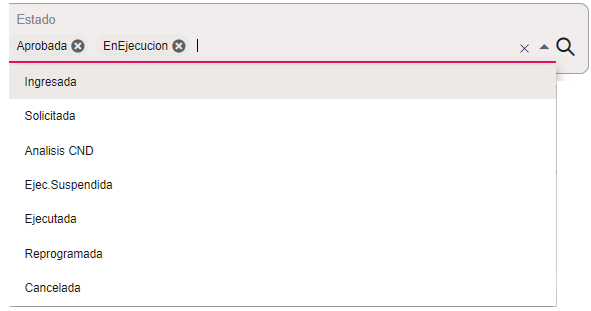 Estado
Aprobada EnEjecucion
Ingresada
Solicitada
Analisis CND
Ejec.Suspendida
Ejecutada
Reprogramada
Cancelada